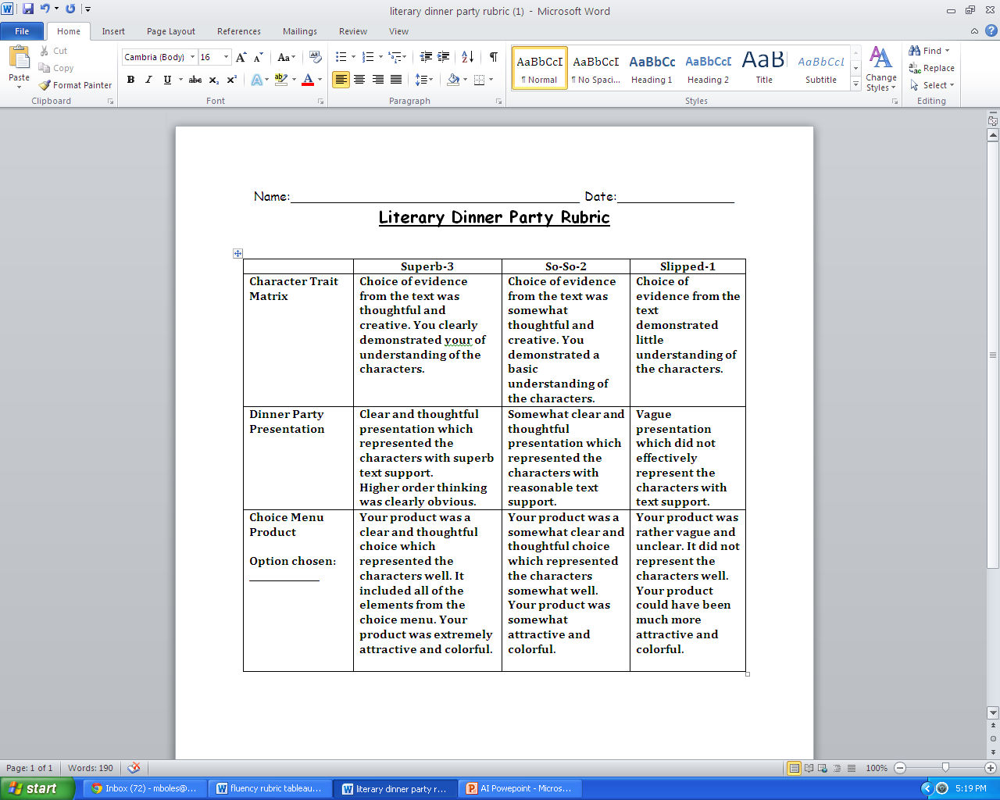 literary dinner party rubric (1) - Microsoft Word
File Home Insert Page Layout References Mailings Review View
Paste
Cut
Copy
Format Painter
Clipboard
Cambria (Body) 16
Font
Paragraph
AaBbCcI AaBbCcI AaBbCc AaBbCcI AaB AaBbCcI
¶ Normal ¶ No Spaci... Heading 1 Heading 2 Title Subtitle
Change Styles
Styles
Find
Replace
Select
Editing
Name: Date:
Literary Dinner Party Rubric
Superb-3 So-So-2 Slipped-1
Character Trait
Matrix
Choice of evidence
from the text was
thoughtful and
creative. You clearly
demonstrated your of
understanding of the
characters.
Choice of evidence
from the text was
somewhat
thoughtful and
creative. You
demonstrated a
basic
understanding of
the characters.
Choice of
evidence from the
text
demonstrated
little
understanding of
the characters.
Dinner Party
Presentation
Clear and thoughtful
presentation which
represented the
characters with superb
text support.
Higher order thinking
was clearly obvious.
Somewhat clear and
thoughtful
presentation which
represented the
characters with
reasonable text
support.
Vague
presentation
which did not
effectively
represent the
characters with
text support.
Choice Menu
Product
Option chosen:
Your product was a
clear and thoughtful
choice which
represented the
characters well. It
included all of the
elements from the
choice menu. Your
product was extremely
attractive and colorful.
Your product was a
somewhat clear and
thoughtful choice
which represented
the characters
somewhat well.
Your product was
somewhat
attractive and
colorful.
Your product was
rather vague and
unclear. It did not
represent the
characters well.
Your product
could have been
much more
attractive and
colorful.
Page: 1 of 1 Words: 190 100%
start Inbox (72) - mboles@... fluency rubric tableau... literary dinner party r... AI Powepoint - Micros... 5:19 PM